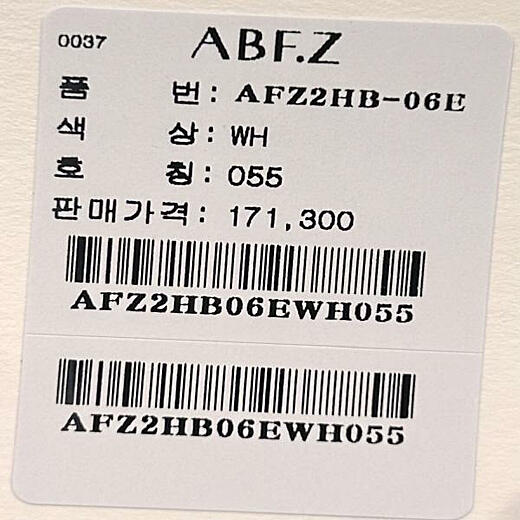 0037 ABF.Z
품 번: AFZ2HB-06E
색 상: WH
호 칭: 055
판매가격: 171,300
AFZ2HB06EWH055
AFZ2HB06EWH055